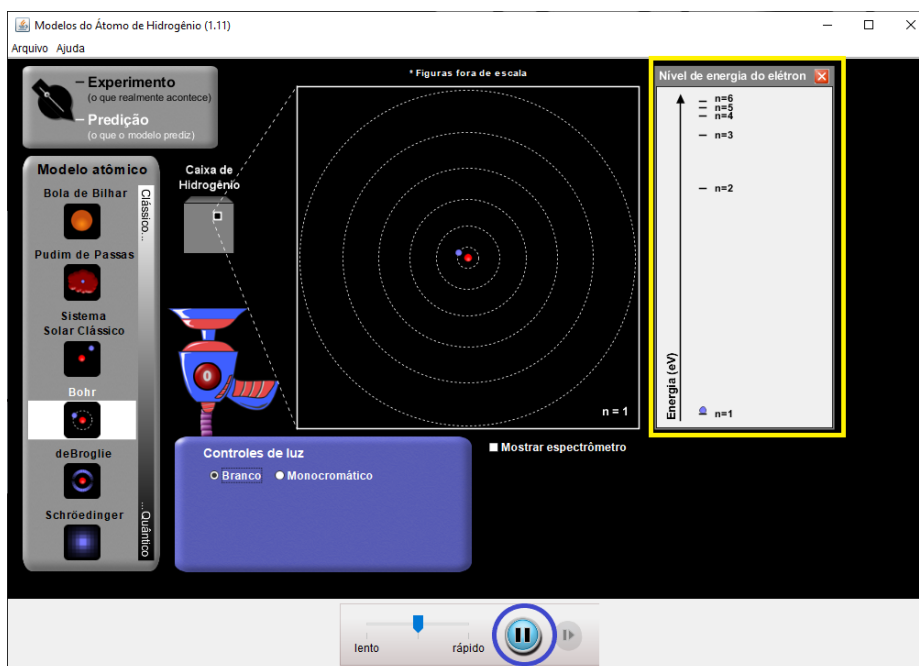 Modelos do Átomo de Hidrogênio (1.11)
Arquivo Ajuda
Experimento
(o que realmente acontece)
Predição
(o que o modelo prediz)
Modelo atômico
Bola de Bilhar
Pudim de Passas
Sistema
Solar Clássico
Bohr
deBroglie
Schröedinger
Clássico...
...Quântico
Caixa de
Hidrogênio
* Figuras fora de escala
n = 1
Nível de energia do elétron
n=6
n=5
n=4
n=3
n=2
n=1
Energia (eV)
Mostrar espectrômetro
Controles de luz
Branco Monocromático
lento rápido